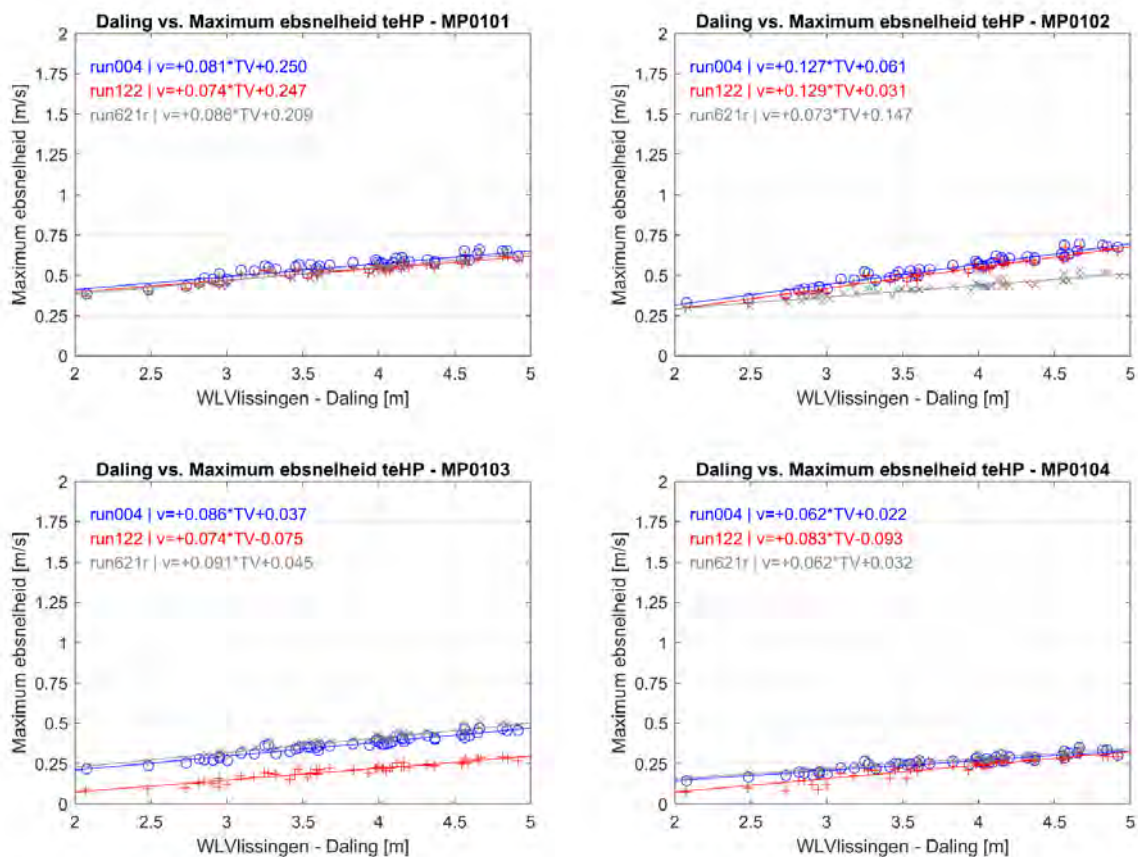 Daling vs. Maximum ebsnelheid teHP - MP0101
Maximum ebsnelheid [m/s]
2
1.75
1.5
1.25
1
0.75
0.5
0.25
0
run004 | v=+0.081*TV+0.250
run122 | v=+0.074*TV+0.247
run621r | v=+0.086*TV+0.209
2 2.5 3 3.5 4 4.5 5
WLVlissingen - Daling [m]
Daling vs. Maximum ebsnelheid teHP - MP0102
Maximum ebsnelheid [m/s]
2
1.75
1.5
1.25
1
0.75
0.5
0.25
0
run004 | v=+0.127*TV+0.061
run122 | v=+0.129*TV+0.031
run621r | v=+0.073*TV+0.147
2 2.5 3 3.5 4 4.5 5
WLVlissingen - Daling [m]
Daling vs. Maximum ebsnelheid teHP - MP0103
Maximum ebsnelheid [m/s]
2
1.75
1.5
1.25
1
0.75
0.5
0.25
0
run004 | v=+0.086*TV+0.037
run122 | v=+0.074*TV-0.075
run621r | v=+0.091*TV+0.045
2 2.5 3 3.5 4 4.5 5
WLVlissingen - Daling [m]
Daling vs. Maximum ebsnelheid teHP - MP0104
Maximum ebsnelheid [m/s]
2
1.75
1.5
1.25
1
0.75
0.5
0.25
0
run004 | v=+0.062*TV+0.022
run122 | v=+0.083*TV-0.093
run621r | v=+0.062*TV+0.032
2 2.5 3 3.5 4 4.5 5
WLVlissingen - Daling [m]